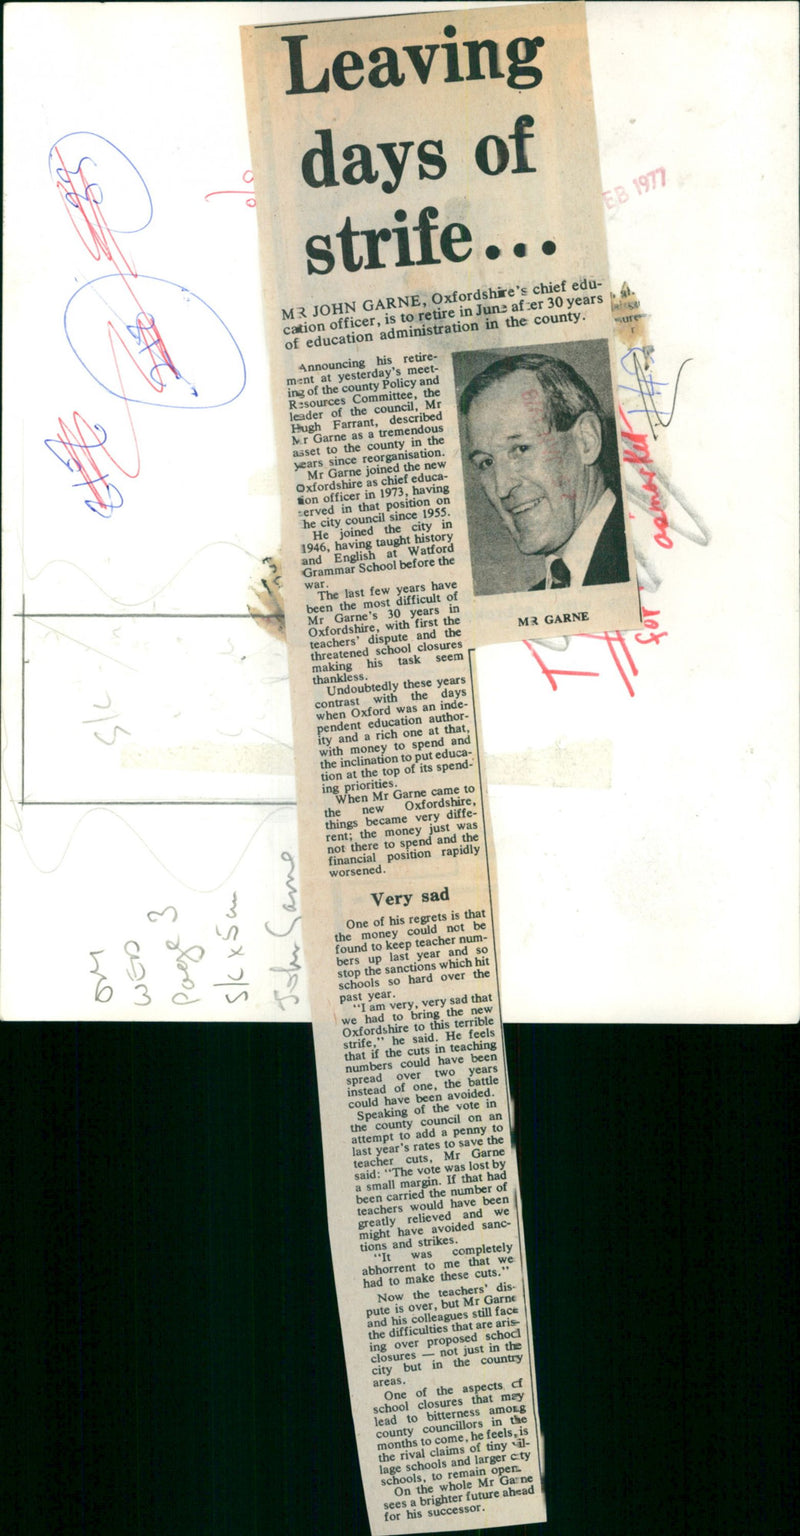 Leaving
days of
strife...
MR JOHN GARNE, Oxfordshire's chief edu-
cation officer, is to retire in June after 30 years
of education administration in the county.
Announcing his retire-
ment at yesterday's meet-
ing of the county Policy and
Resources Committee, the
leader of the council, Mr
Hugh Farrant, described
Mr Garne as a tremendous
asset to the county in the
years since reorganisation.
Mr Garne joined the new
Oxfordshire as chief educa-
tion officer in 1973, having
served in that position on
the city council since 1955.
He joined the city in
1946, having taught history
and English at Watford
Grammar School before the
war.
The last few years have
been the most difficult of
Mr Garne's 30 years in
Oxfordshire, with first the
teachers' dispute and the
threatened school closures
making his task seem
thankless.
Undoubtedly these years
contrast with the days
when Oxford was an inde-
pendent education author-
ity and a rich one at that,
with money to spend and
the inclination to put educa-
tion at the top of its spend-
ing priorities.
When Mr Garne came to
the new Oxfordshire,
things became very diffe-
rent; the money just was
not there to spend and the
financial position rapidly
worsened.
Very sad
One of his regrets is that
the money could not be
found to keep teacher num-
bers up last year and so
stop the sanctions which hit
schools so hard over the
past year.
"I am very, very sad that
we had to bring the new
Oxfordshire to this terrible
strife," he said. He feels
that if the cuts in teaching
numbers could have been
spread over two years
instead of one, the battle
could have been avoided.
Speaking of the vote in
the county council on an
attempt to add a penny to
last year's rates to save the
teacher cuts, Mr Garne
said: "The vote was lost by
a small margin. If that had
been carried the number of
teachers would have been
greatly relieved and we
might have avoided sanc-
tions and strikes.
"It was completely
abhorrent to me that we
had to make these cuts."
Now the teachers' dis-
pute is over, but Mr Garne
and his colleagues still face
the difficulties that are aris-
ing over proposed school
closures — not just in the
city but in the country
areas.
One of the aspects of
school closures that may
lead to bitterness among
county councillors in the
months to come, he feels, is
the rival claims of tiny vil-
lage schools and larger city
schools, to remain open.
On the whole Mr Garne
sees a brighter future ahead
for his successor.
MR GARNE
EB 1977
for
OM
WED
Page 3
S/C x 5cm
John Garne
S/C